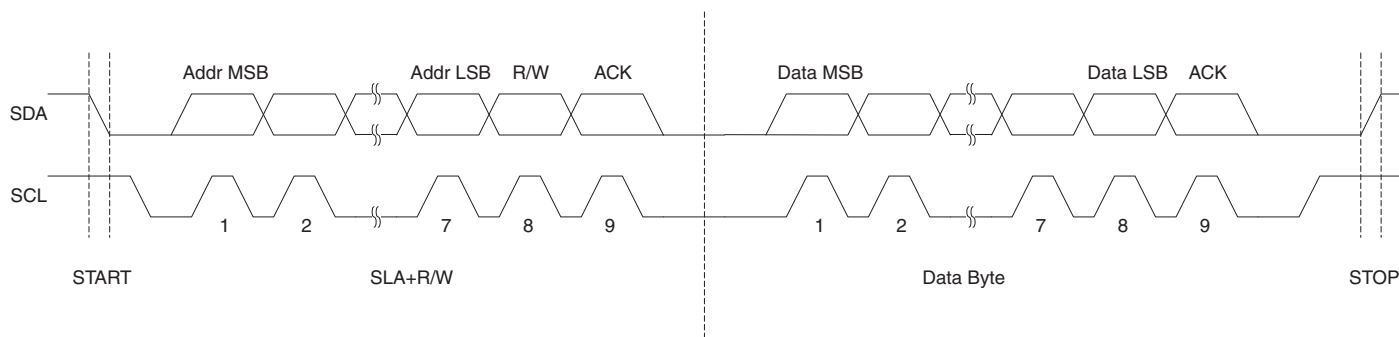 Addr MSB Addr LSB R/W ACK Data MSB Data LSB ACK
SDA
SCL
1 2 7 8 9 1 2 7 8 9
START SLA+R/W Data Byte STOP